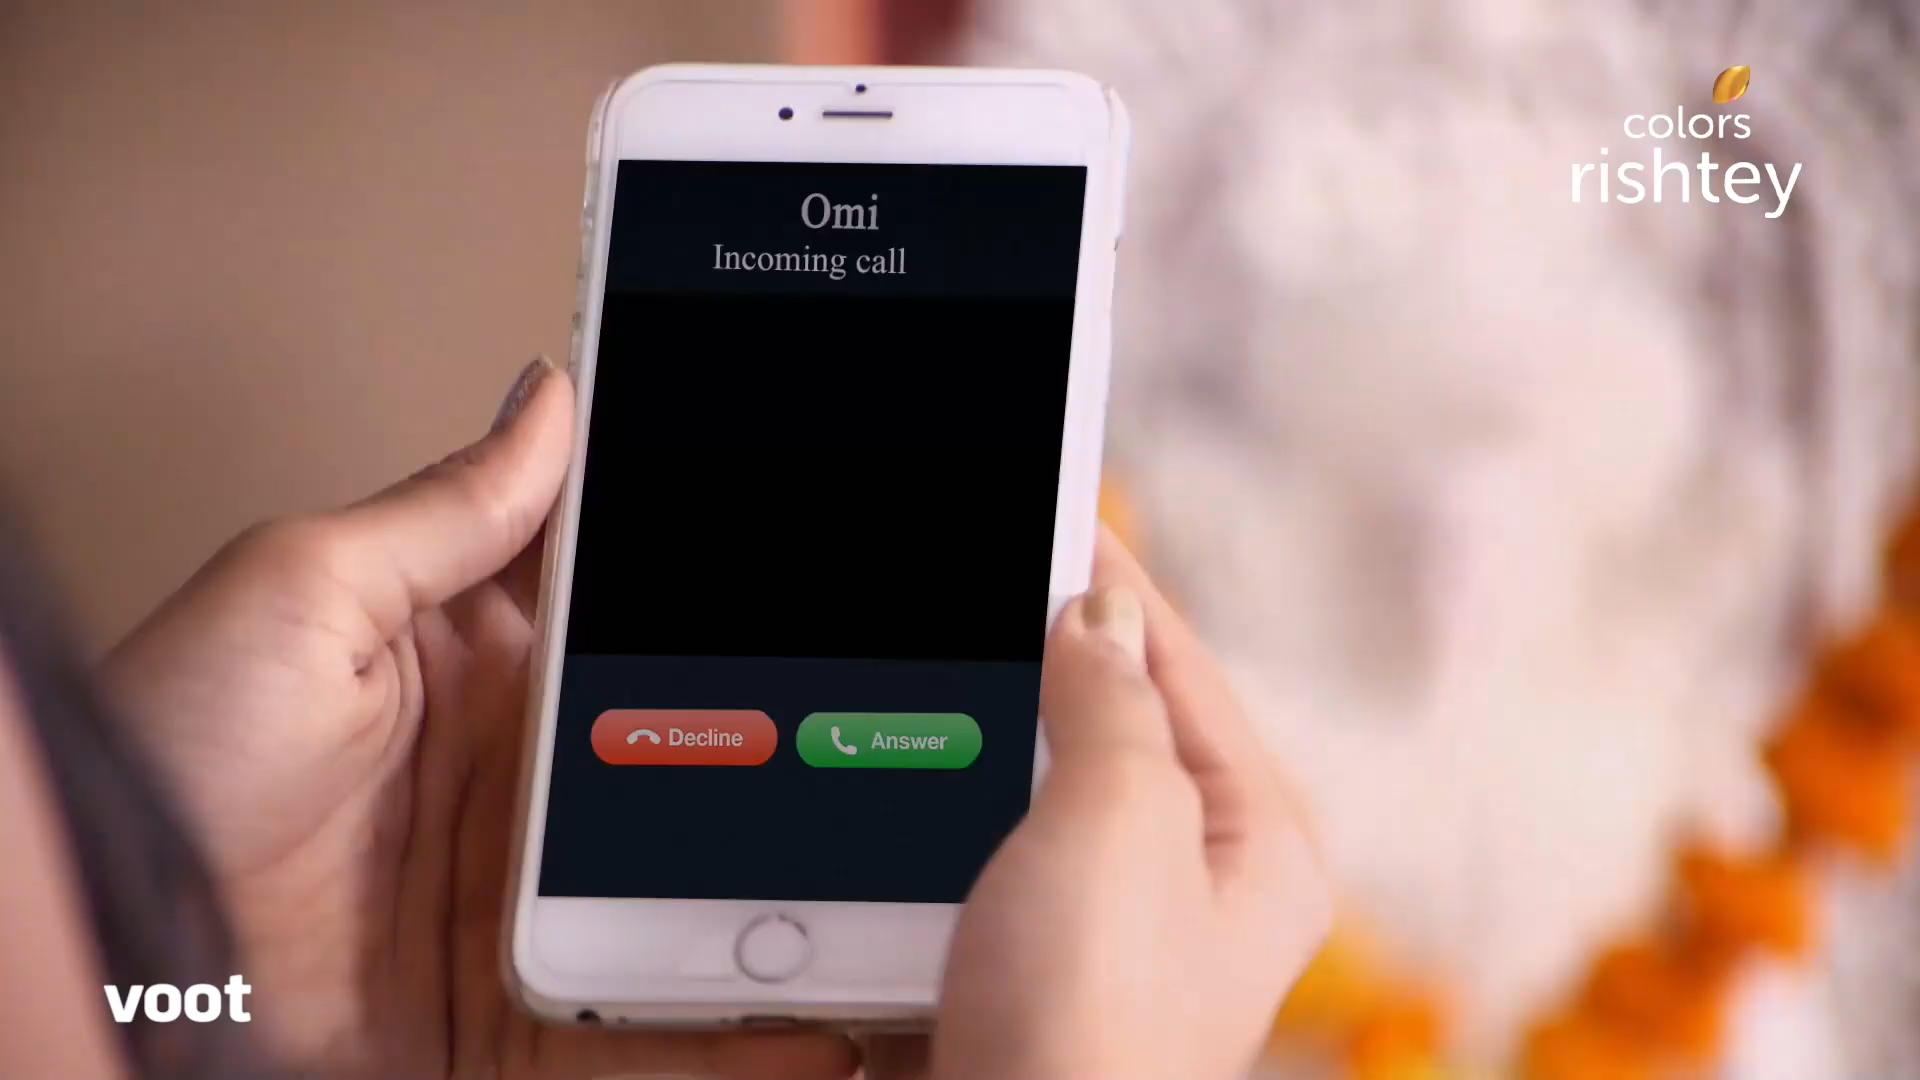 colors
rishtey
Omi
Incoming call
Decline
Answer
voot